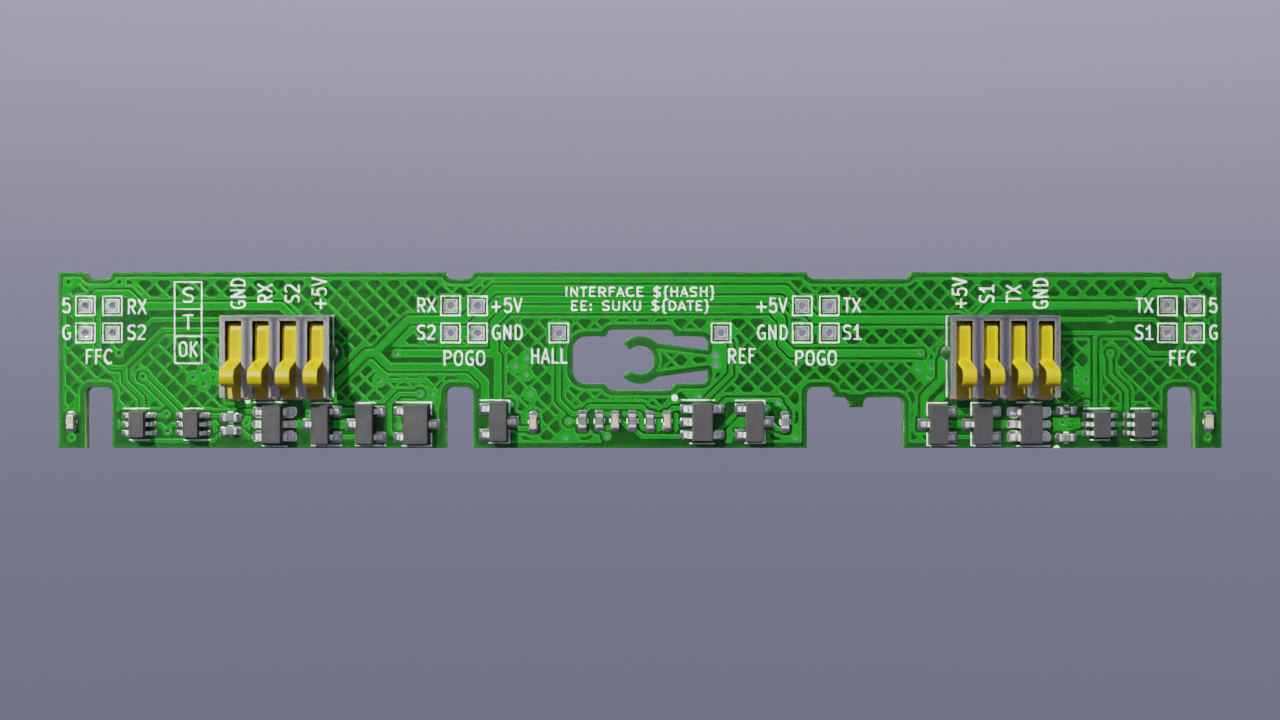 GND RX S2 +5V
+5V S1 TX GND
S
T
OK
INTERFACE ${HASH}
EE: SUKU ${DATE}
5 RX
G S2
FFC
RX +5V
S2 GND
POGO
HALL
REF
+5V TX
GND S1
POGO
TX 5
S1 G
FFC